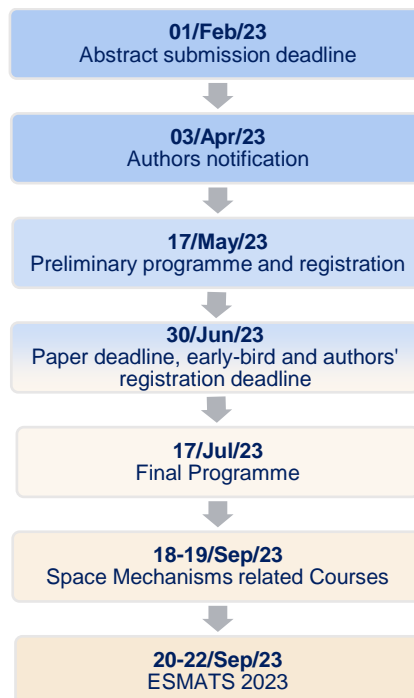 01/Feb/23
Abstract submission deadline
03/Apr/23
Authors notification
17/May/23
Preliminary programme and registration
30/Jun/23
Paper deadline, early-bird and authors'
registration deadline
17/Jul/23
Final Programme
18-19/Sep/23
Space Mechanisms related Courses
20-22/Sep/23
ESMATS 2023